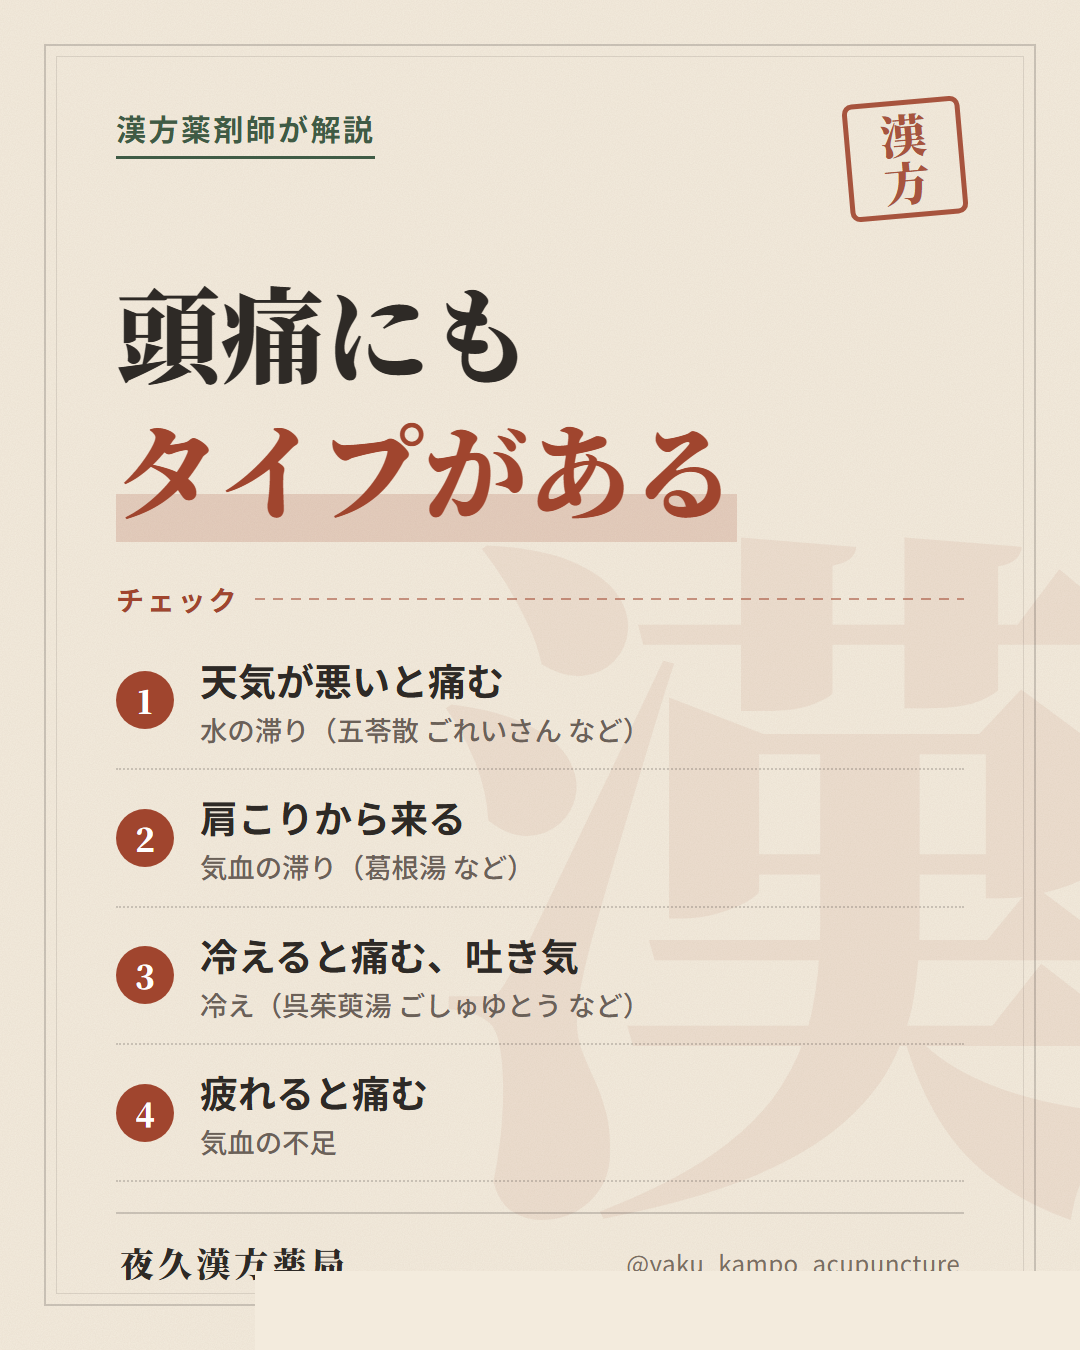 漢方薬剤師が解説
漢方
頭痛にも
タイプがある
チェック
1 天気が悪いと痛む
水の滞り（五苓散 ごれいさん など）
2 肩こりから来る
気血の滞り（葛根湯 など）
3 冷えると痛む、吐き気
冷え（呉茱萸湯 ごしゅゆとう など）
4 疲れると痛む
気血の不足
夜久漢方薬局
@yaku_kampo_acupuncture